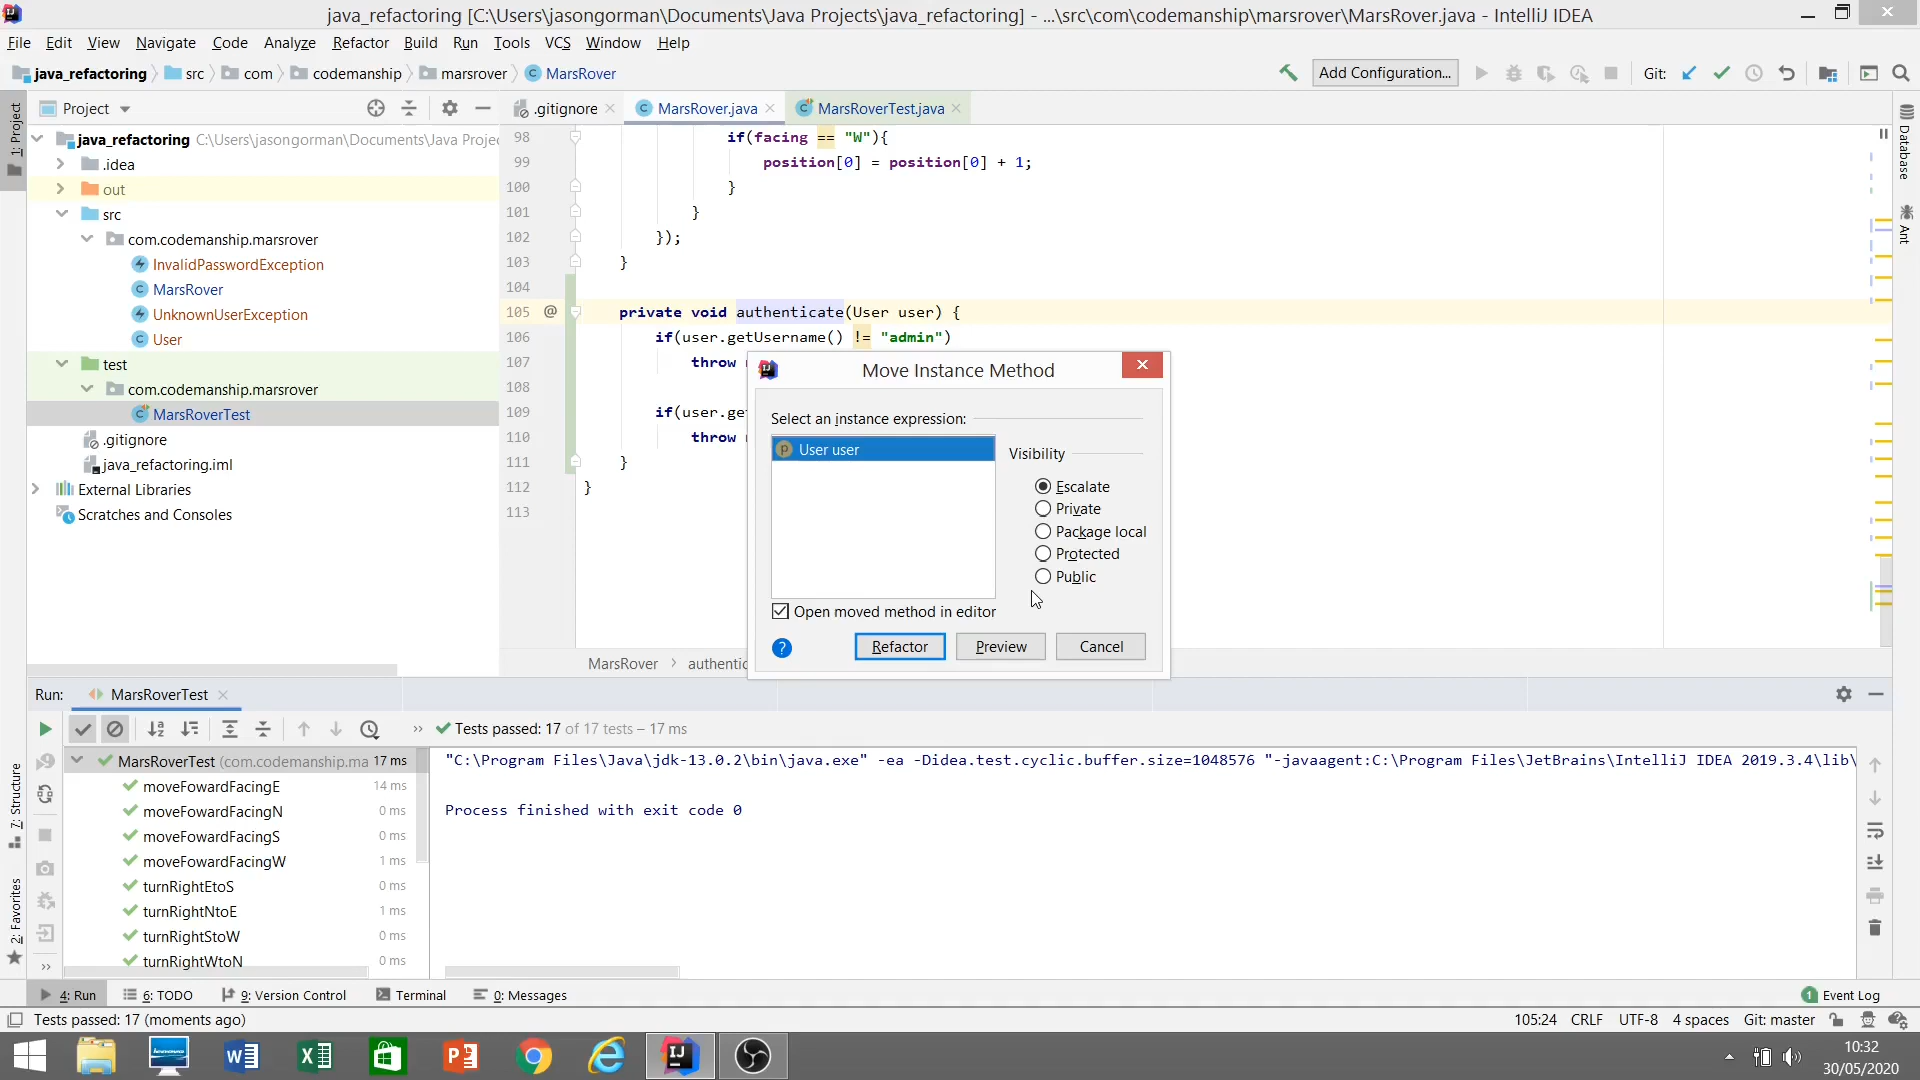 java_refactoring [C:\Users\jasongorman\Documents\Java Projects\java_refactoring] - ...\src\com\codemanship\marsrover\MarsRover.java - IntelliJ IDEA
File Edit View Navigate Code Analyze Refactor Build Run Tools VCS Window Help
java_refactoring src com codemanship marsrover MarsRover Add Configuration... Git:
1: Project
Project
.gitignore MarsRover.java MarsRoverTest.java
Database
Ant
java_refactoring C:\Users\jasongorman\Documents\Java Projec
.idea
out
src
com.codemanship.marsrover
InvalidPasswordException
MarsRover
UnknownUserException
User
test
com.codemanship.marsrover
MarsRoverTest
.gitignore
java_refactoring.iml
External Libraries
Scratches and Consoles
98 if(facing == "W"){
99 position[0] = position[0] + 1;
100 }
101 }
102 });
103 }
104
105 @ private void authenticate(User user) {
106 if(user.getUsername() != "admin")
107 throw
108
109 if(user.get
110 throw
111 }
112 }
113
MarsRover
Move Instance Method
Select an instance expression:
User user
Visibility
Escalate
Private
Package local
Protected
Public
Open moved method in editor
? Refactor Preview Cancel
Run: MarsRoverTest
Tests passed: 17 of 17 tests – 17 ms
7: Structure
2: Favorites
MarsRoverTest (com.codemanship.ma 17 ms
moveFowardFacingE 14 ms
moveFowardFacingN 0 ms
moveFowardFacingS 0 ms
moveFowardFacingW 1 ms
turnRightEtoS 0 ms
turnRightNtoE 1 ms
turnRightStoW 0 ms
turnRightWtoN 0 ms
"C:\Program Files\Java\jdk-13.0.2\bin\java.exe" -ea -Didea.test.cyclic.buffer.size=1048576 "-javaagent:C:\Program Files\JetBrains\IntelliJ IDEA 2019.3.4\lib\
Process finished with exit code 0
4: Run 6: TODO 9: Version Control Terminal 0: Messages 1 Event Log
Tests passed: 17 (moments ago) 105:24 CRLF UTF-8 4 spaces Git: master
10:32
30/05/2020